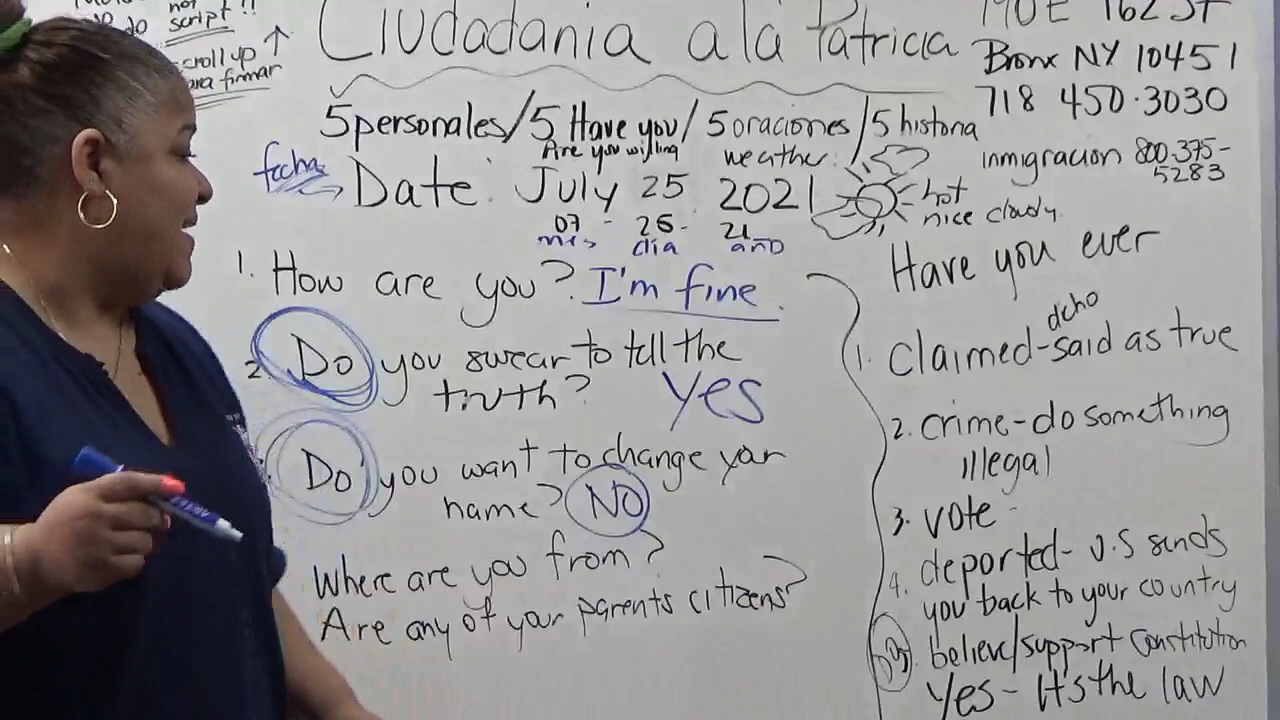 not
do script!!
scroll up
para firmar
Ciudadania a la Patricia
190 E 162 ST
Bronx NY 10451
718 450·3030
inmigracion 800-375-
5283
5 personales/5 Have you/5 oraciones/5 historia
Are you willing
weather:
fecha
Date: July 25 2021
hot
nice cloudy.
07 - 25 - 21
mes dia año
1. How are you? I'm fine.
2. Do you swear to tell the
truth? Yes
Do you want to change your
name? NO
Where are you from?
Are any of your parents citizens?
Have you ever
dcho
1. Claimed-said as true
2. crime-do something
illegal
3. vote -
4. deported- U.S sends
you back to your country
believe/support Constitution
Yes - It's the law